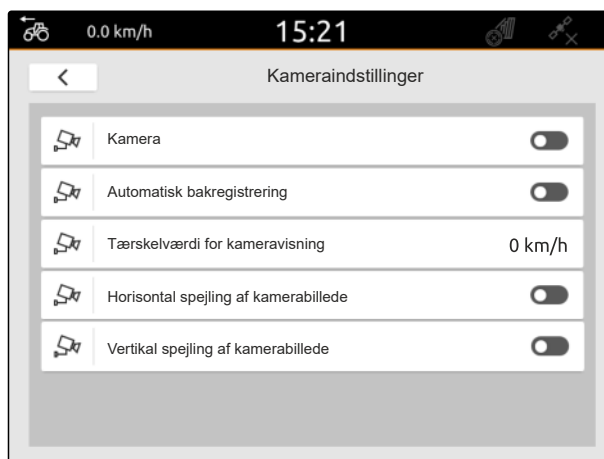 0.0 km/h
15:21
Kameraindstillinger
Kamera
Automatisk bakregistrering
Tærskelværdi for kameravisning
0 km/h
Horisontal spejling af kamerabillede
Vertikal spejling af kamerabillede